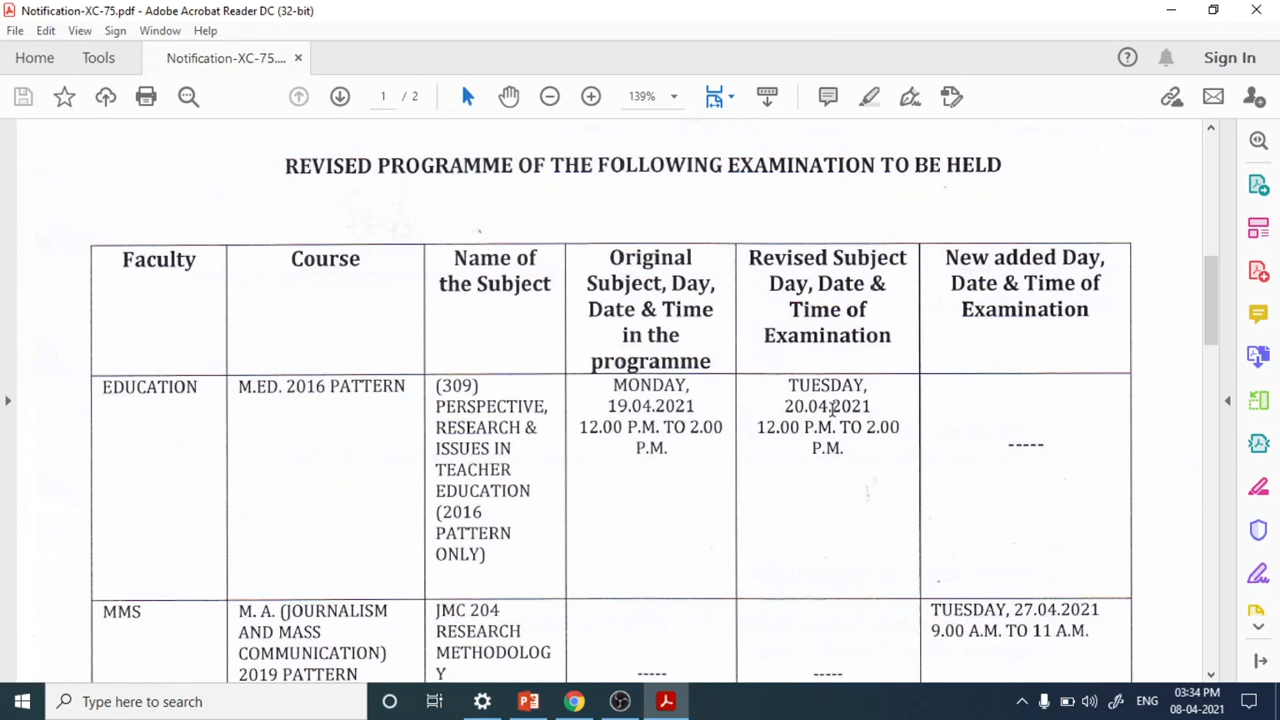 Notification-XC-75.pdf - Adobe Acrobat Reader DC (32-bit)
File Edit View Sign Window Help
Home Tools Notification-XC-75.... × Sign In
1 / 2 139%
REVISED PROGRAMME OF THE FOLLOWING EXAMINATION TO BE HELD
Faculty
Course
Name of
the Subject
Original
Subject, Day,
Date & Time
in the
programme
Revised Subject
Day, Date &
Time of
Examination
New added Day,
Date & Time of
Examination
EDUCATION
M.ED. 2016 PATTERN
(309)
PERSPECTIVE,
RESEARCH &
ISSUES IN
TEACHER
EDUCATION
(2016
PATTERN
ONLY)
MONDAY,
19.04.2021
12.00 P.M. TO 2.00
P.M.
TUESDAY,
20.04.2021
12.00 P.M. TO 2.00
P.M.
-----
MMS
M. A. (JOURNALISM
AND MASS
COMMUNICATION)
2019 PATTERN
JMC 204
RESEARCH
METHODOLOG
Y
-----
-----
TUESDAY, 27.04.2021
9.00 A.M. TO 11 A.M.
Type here to search
ENG
03:34 PM
08-04-2021